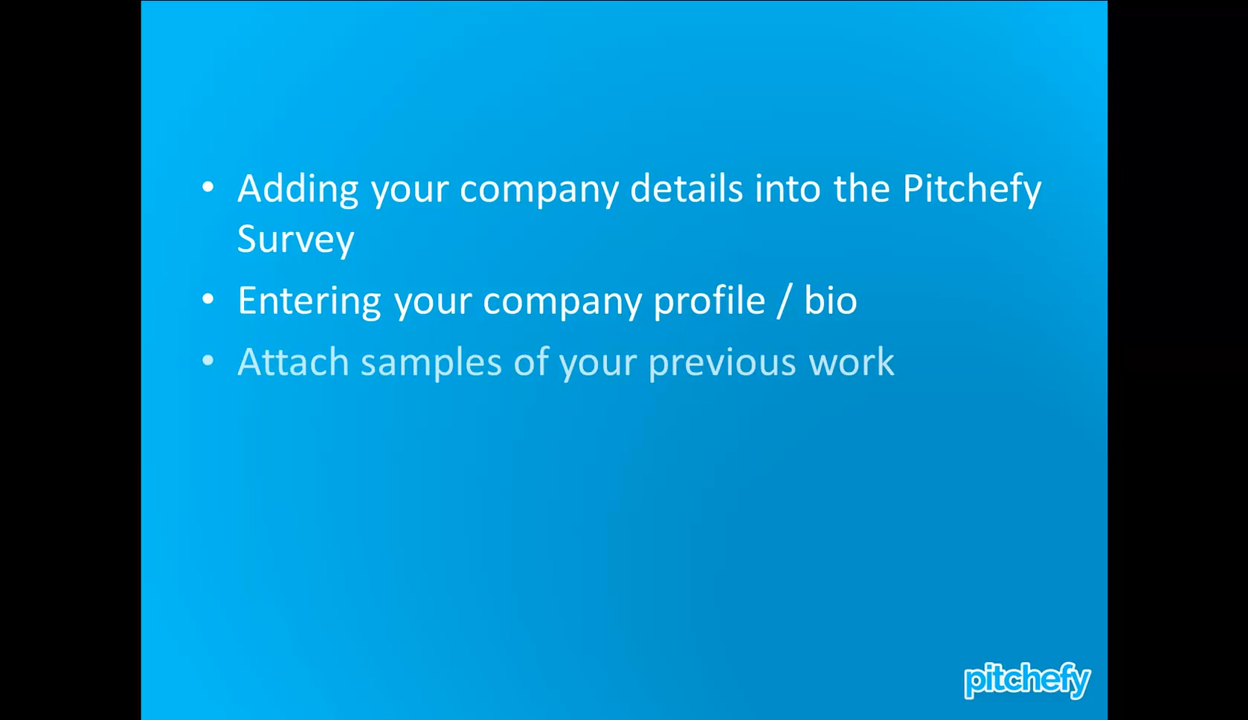 • Adding your company details into the Pitchefy
Survey
• Entering your company profile / bio
• Attach samples of your previous work
pitchefy